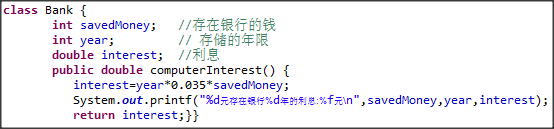 class Bank {
int savedMoney; //存在银行的钱
int year; // 存储的年限
double interest; //利息
public double computerInterest() {
interest=year*0.035*savedMoney;
System.out.printf("%d元存在银行%d年的利息:%f元\n",savedMoney,year,interest);
return interest;}}